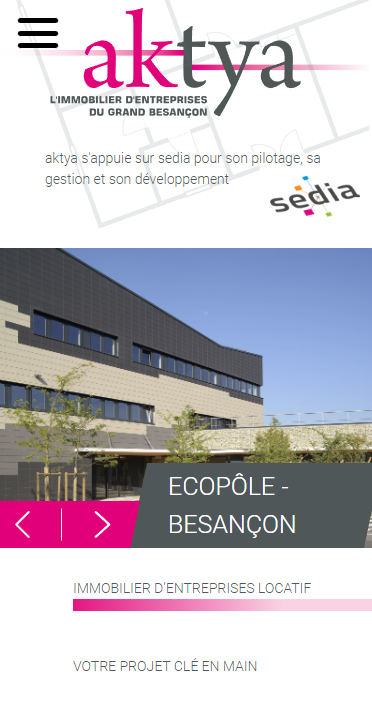 aktya
L'IMMOBILIER D'ENTREPRISES
DU GRAND BESANÇON
aktya s'appuie sur sedia pour son pilotage, sa
gestion et son développement
sedia
ECOPÔLE -
BESANÇON
IMMOBILIER D'ENTREPRISES LOCATIF
VOTRE PROJET CLÉ EN MAIN